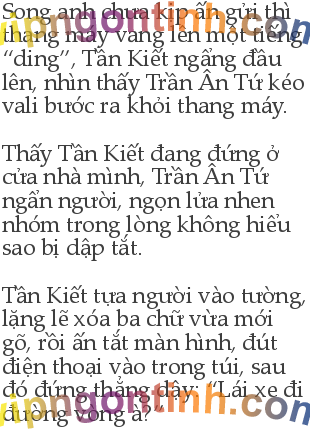 Song anh chưa kịp ấn gửi thì
thang máy vang lên một tiếng
“ding”, Tần Kiết ngẩng đầu
lên, nhìn thấy Trần Ân Tứ kéo
vali bước ra khỏi thang máy.
Thấy Tần Kiết đang đứng ở
cửa nhà mình, Trần Ân Tứ
ngẩn người, ngọn lửa nhen
nhóm trong lòng không hiểu
sao bị dập tắt.
Tần Kiết tựa người vào tường,
lặng lẽ xóa ba chữ vừa mới
gõ, rồi ấn tắt màn hình, đút
điện thoại vào trong túi, sau
đó đứng thẳng dậy: “Lái xe đi
đường vòng à?”